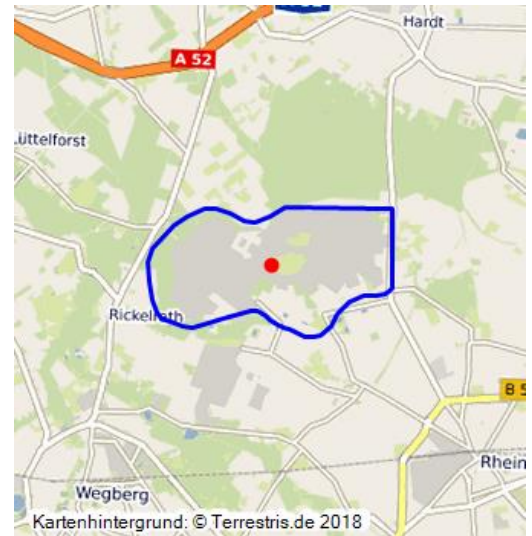 Hardt
A 52
Lüttelforst
Rickelrath
B 5
Rhein
Wegberg
Kartenhintergrund: © Terrestris.de 2018